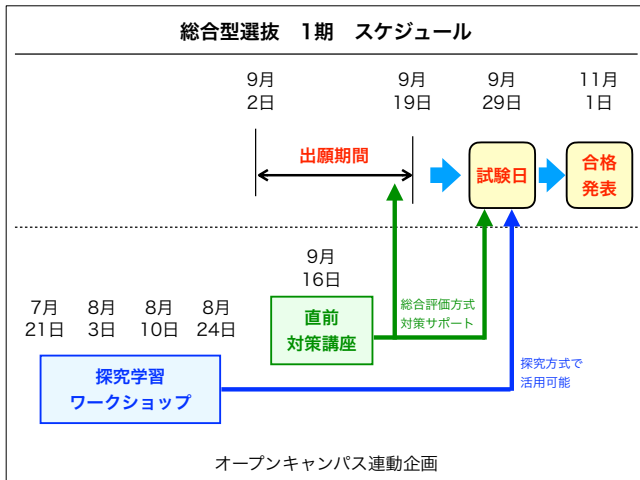 総合型選抜　1期　スケジュール
9月
2日
9月
19日
9月
29日
11月
1日
出願期間
試験日
合格
発表
9月
16日
7月
21日
8月
3日
8月
10日
8月
24日
直前
対策講座
総合評価方式
対策サポート
探究学習
ワークショップ
探究方式で
活用可能
オープンキャンパス連動企画